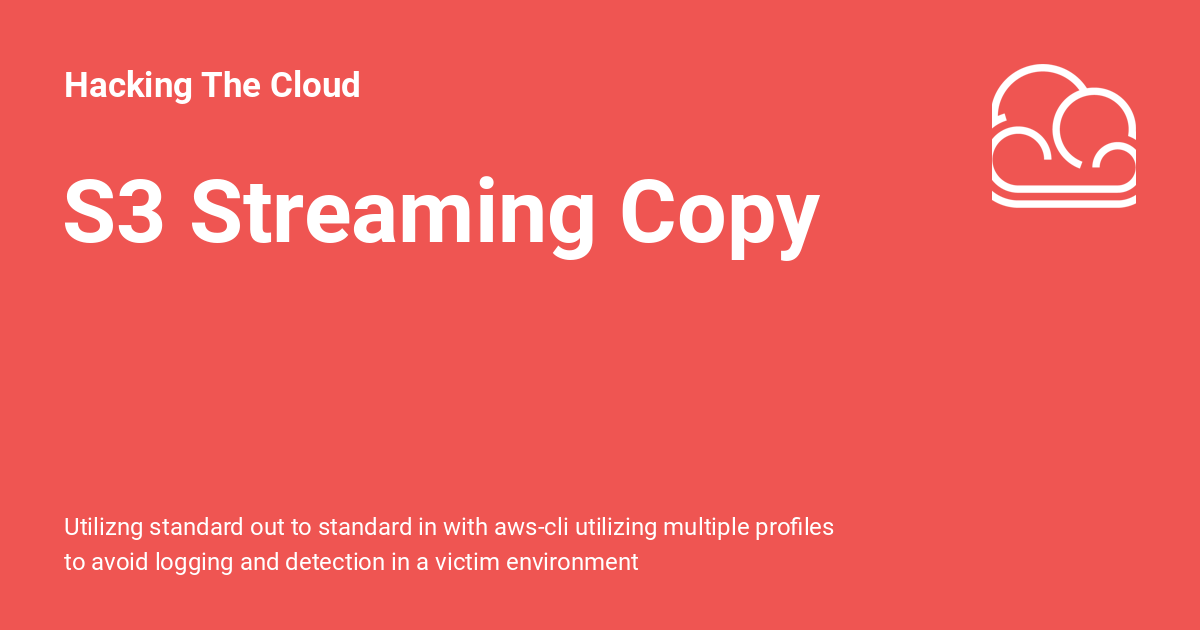 Hacking The Cloud
S3 Streaming Copy
Utilizng standard out to standard in with aws-cli utilizing multiple profiles
to avoid logging and detection in a victim environment